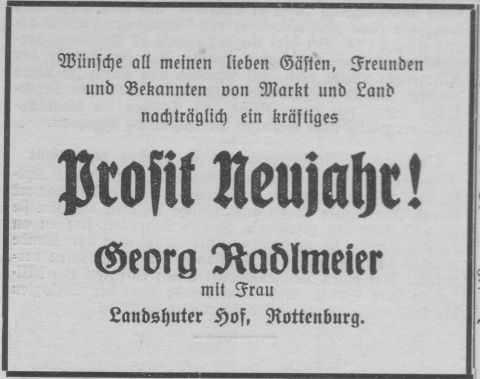 Wünsche all meinen lieben Gästen, Freunden
und Bekannten von Markt und Land
nachträglich ein kräftiges
Prosit Neujahr!
Georg Radlmeier
mit Frau
Landshuter Hof, Rottenburg.